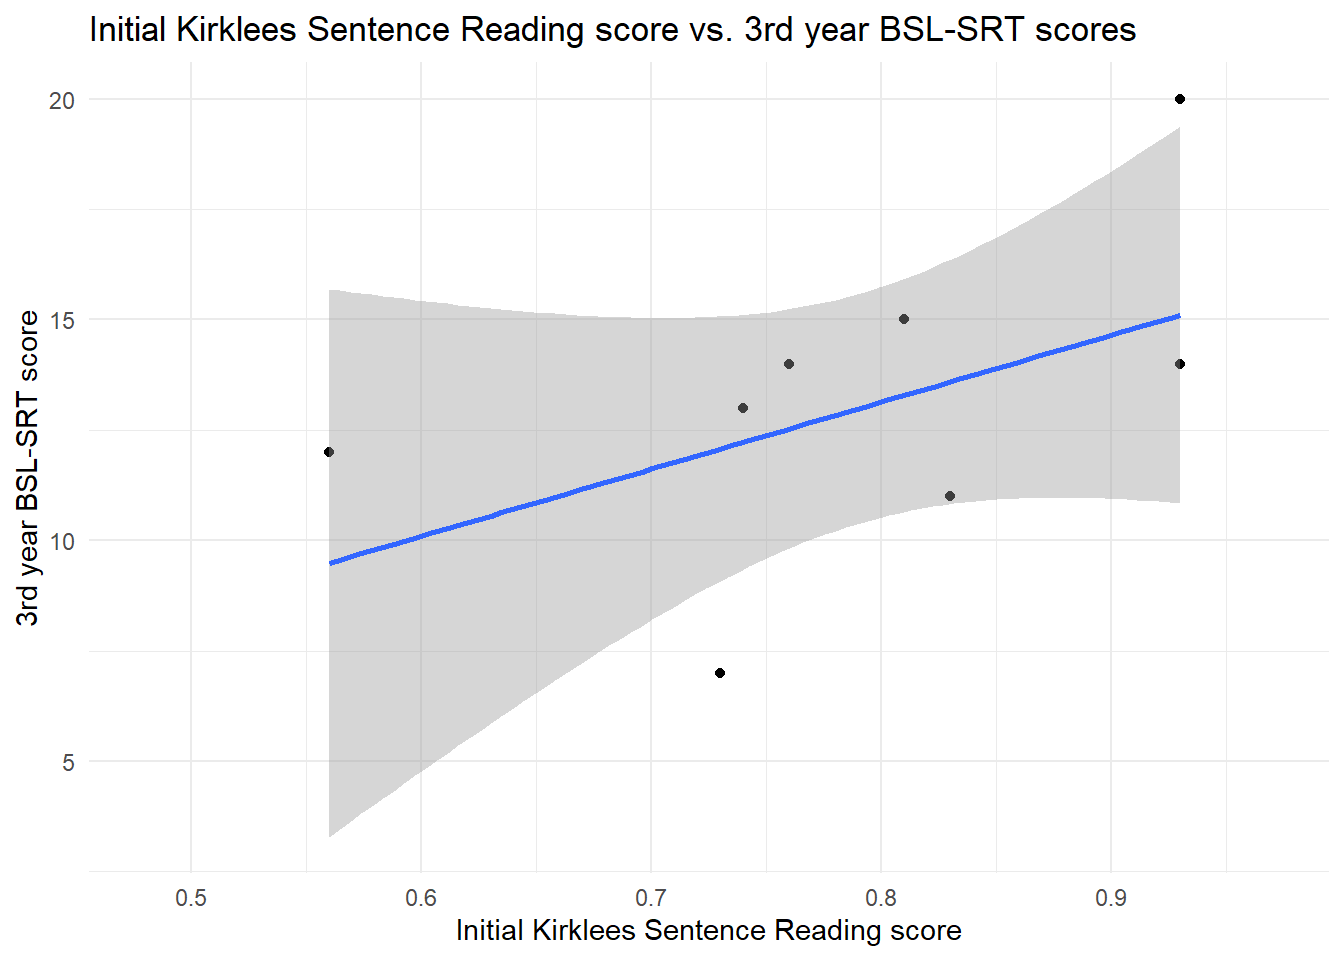 Initial Kirklees Sentence Reading score vs. 3rd year BSL-SRT scores
20
15
10
5
3rd year BSL-SRT score
0.5 0.6 0.7 0.8 0.9
Initial Kirklees Sentence Reading score